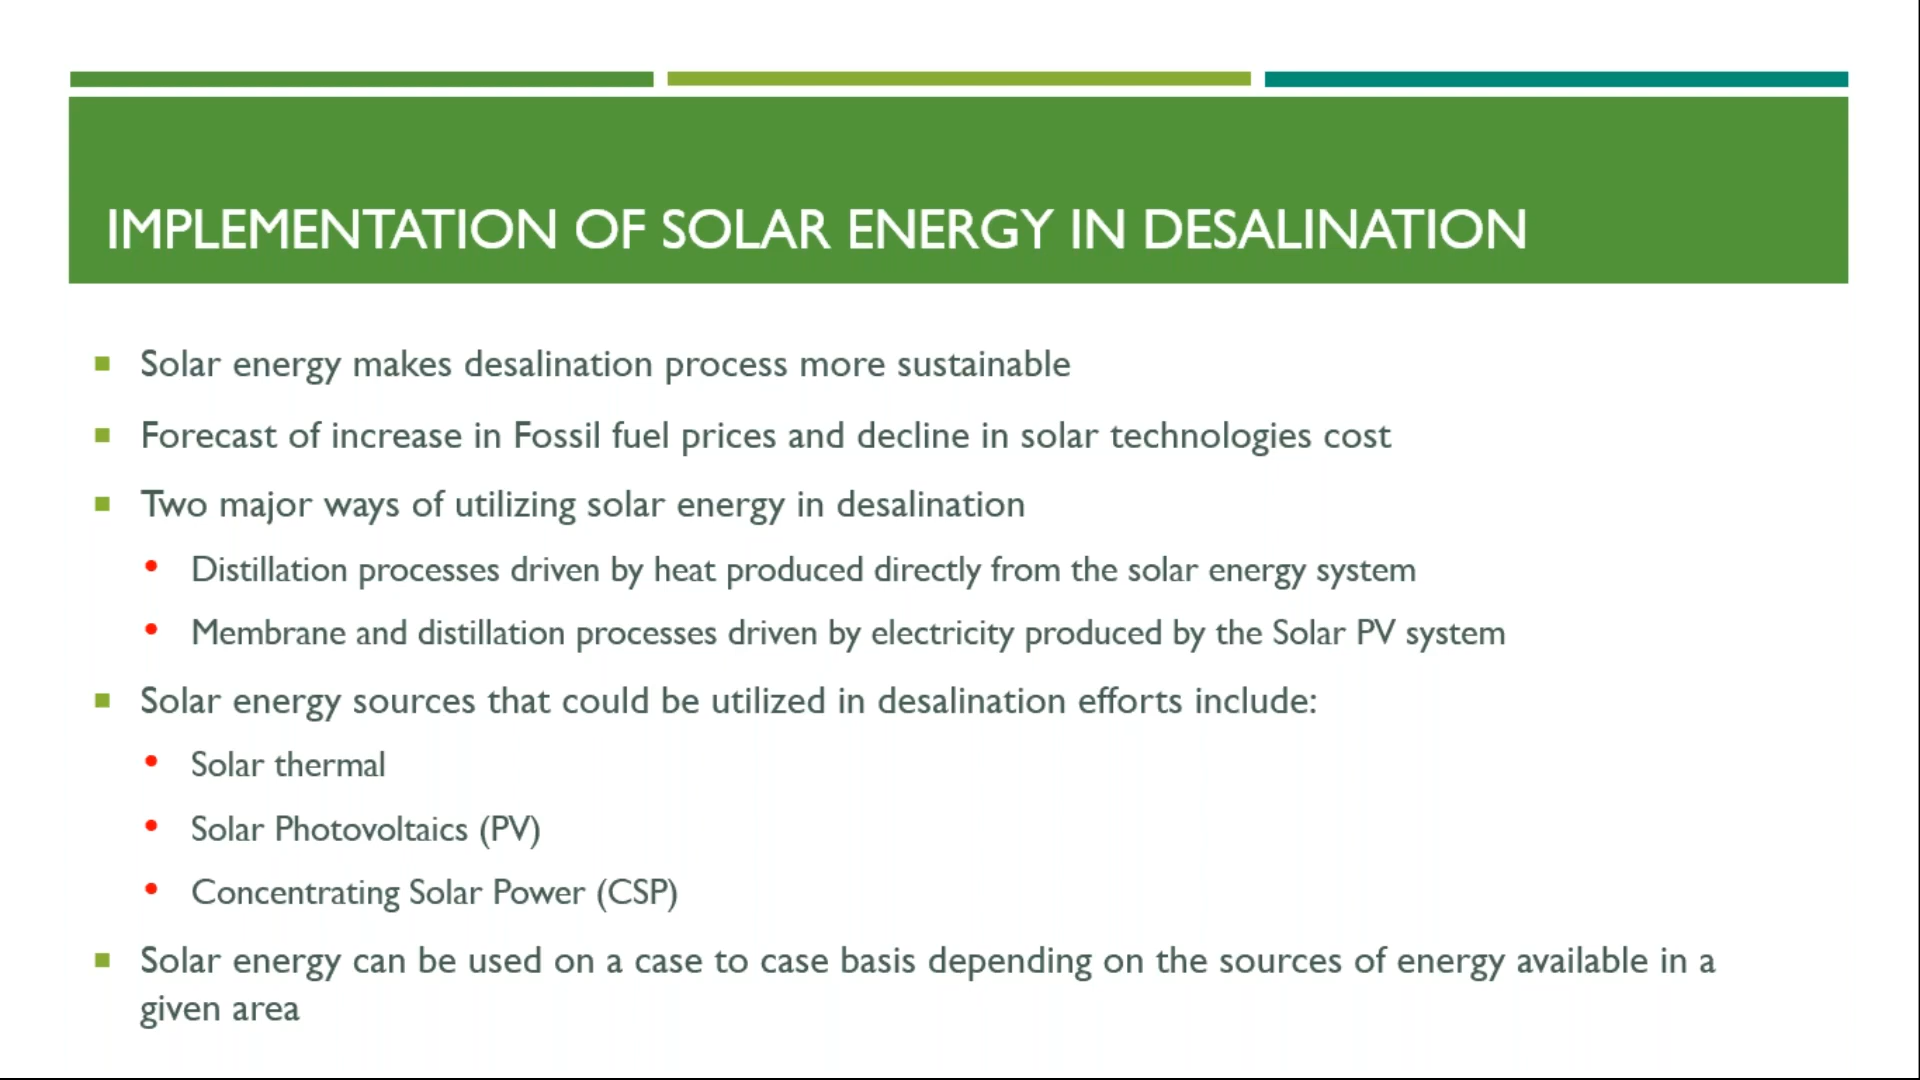 IMPLEMENTATION OF SOLAR ENERGY IN DESALINATION
Solar energy makes desalination process more sustainable
Forecast of increase in Fossil fuel prices and decline in solar technologies cost
Two major ways of utilizing solar energy in desalination
Distillation processes driven by heat produced directly from the solar energy system
Membrane and distillation processes driven by electricity produced by the Solar PV system
Solar energy sources that could be utilized in desalination efforts include:
Solar thermal
Solar Photovoltaics (PV)
Concentrating Solar Power (CSP)
Solar energy can be used on a case to case basis depending on the sources of energy available in a
given area